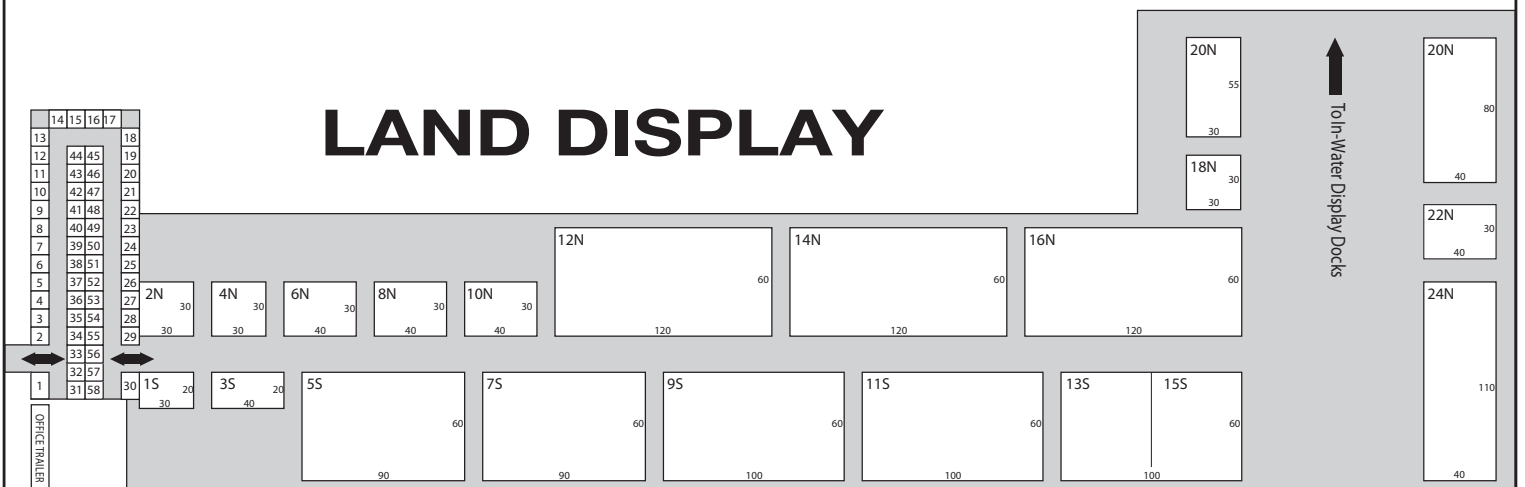 LAND DISPLAY
14 15 16 17
13 18
12 44 45 19
11 43 46 20
10 42 47 21
9 41 48 22
8 40 49 23
7 39 50 24
6 38 51 25
5 37 52 26
4 36 53 27
3 35 54 28
2 34 55 29
33 56
32 57
1 31 58 30
OFFICE TRAILER
2N
30
30
4N
30
30
6N
30
40
8N
30
40
10N
30
40
12N
60
120
14N
60
120
16N
60
120
18N
30
30
20N
55
30
To In-Water Display Docks
20N
80
40
22N
30
40
24N
110
40
1S
20
30
3S
20
40
5S
60
90
7S
60
90
9S
60
100
11S
60
100
13S 15S
60
100